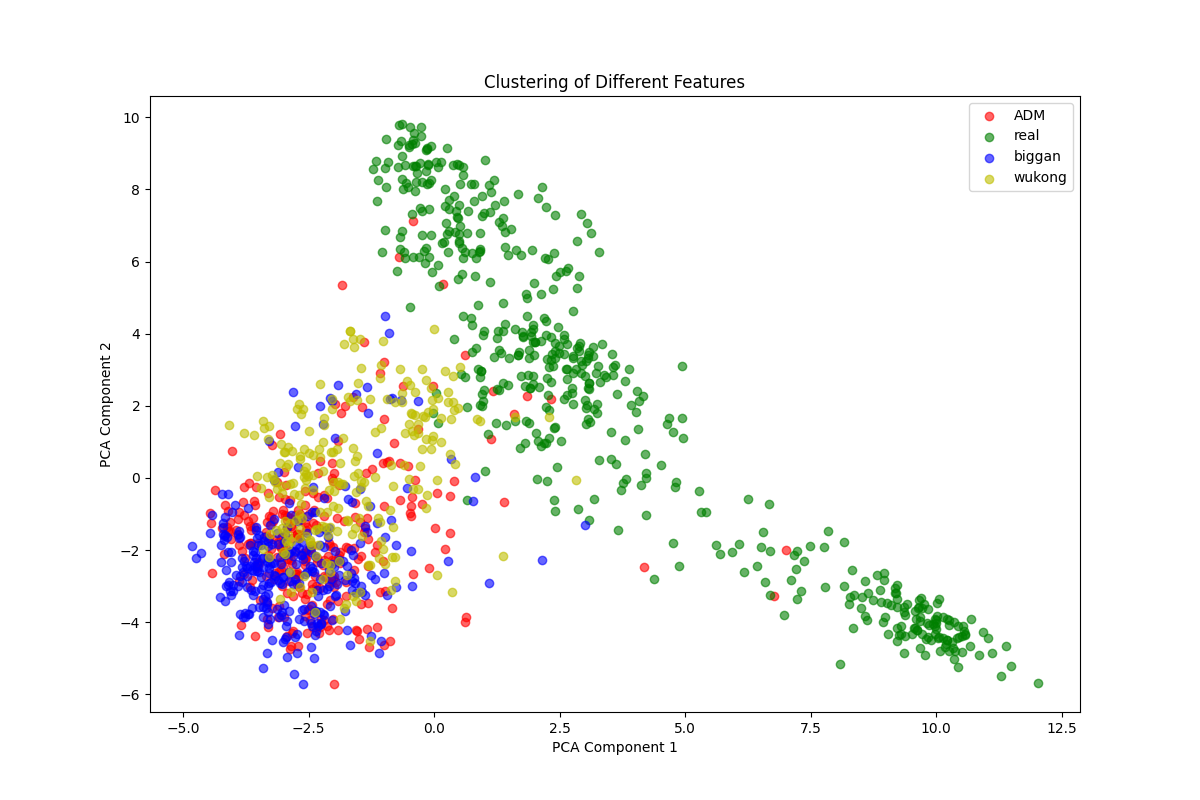 Clustering of Different Features
ADM
real
biggan
wukong
PCA Component 2
10
8
6
4
2
0
−2
−4
−6
−5.0 −2.5 0.0 2.5 5.0 7.5 10.0 12.5
PCA Component 1